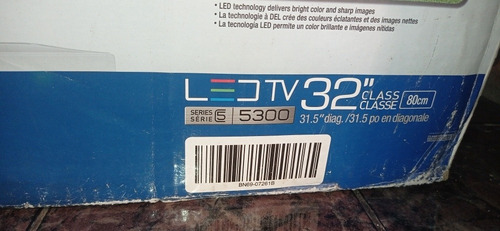 • LED technology delivers bright color and sharp images
• La technologie à DEL crée des couleurs éclatantes et des images nettes
• La tecnología LED permite un color brillante e imágenes nítidas
LED TV 32" CLASS CLASSE 80cm
SERIES SÉRIE 5 5300
31.5" diag. / 31.5 po en diagonale
BN69-07261B